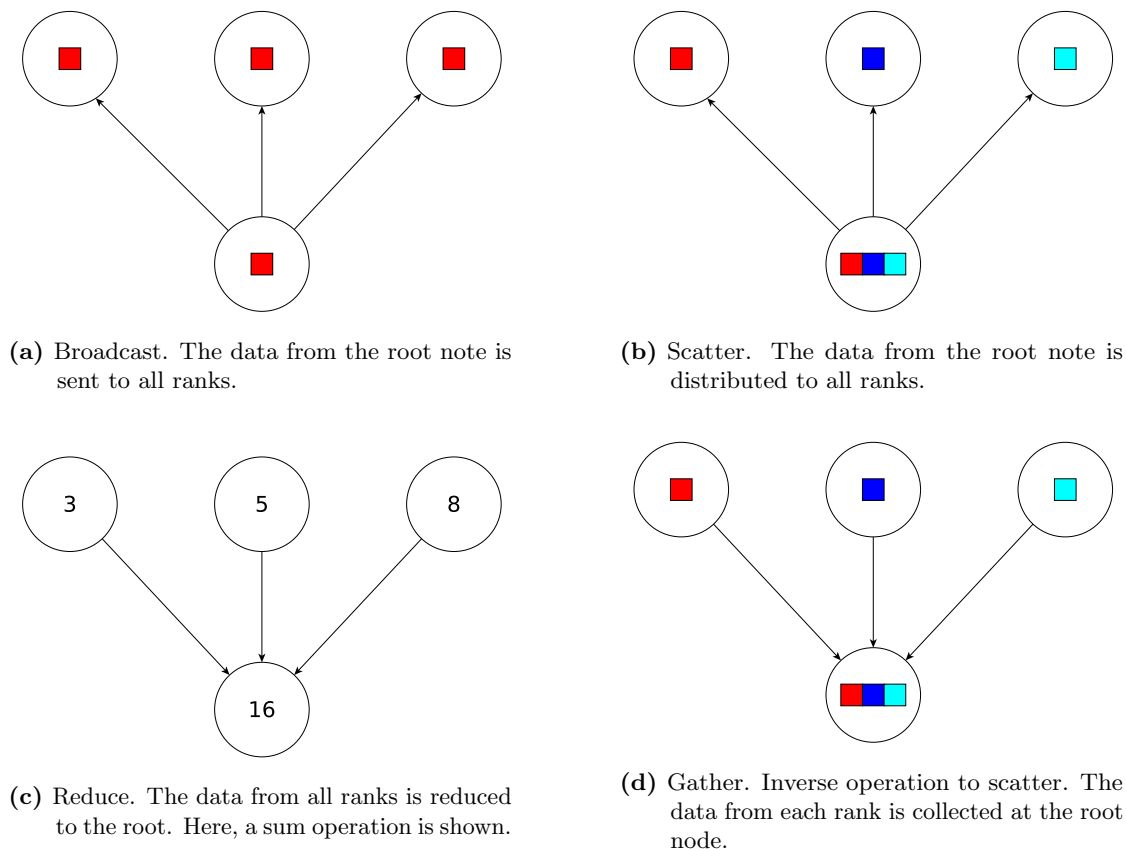 (a) Broadcast. The data from the root note is
sent to all ranks.
(b) Scatter. The data from the root note is
distributed to all ranks.
3
5
8
16
(c) Reduce. The data from all ranks is reduced
to the root. Here, a sum operation is shown.
(d) Gather. Inverse operation to scatter. The
data from each rank is collected at the root
node.